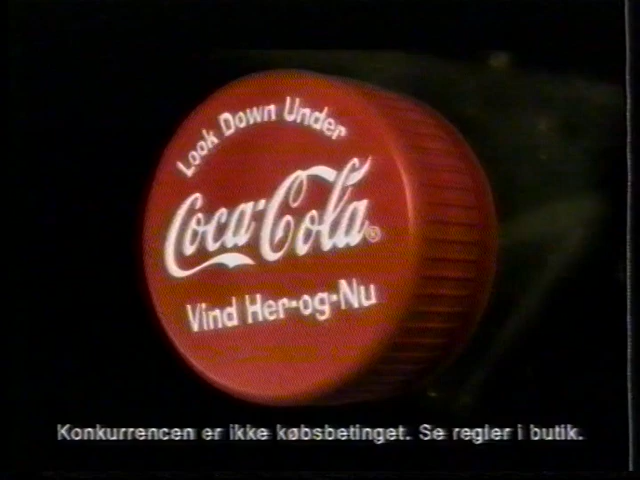 Look Down Under
Coca-Cola®
Vind Her-og-Nu
Konkurrencen er ikke købsbetinget. Se regler i butik.